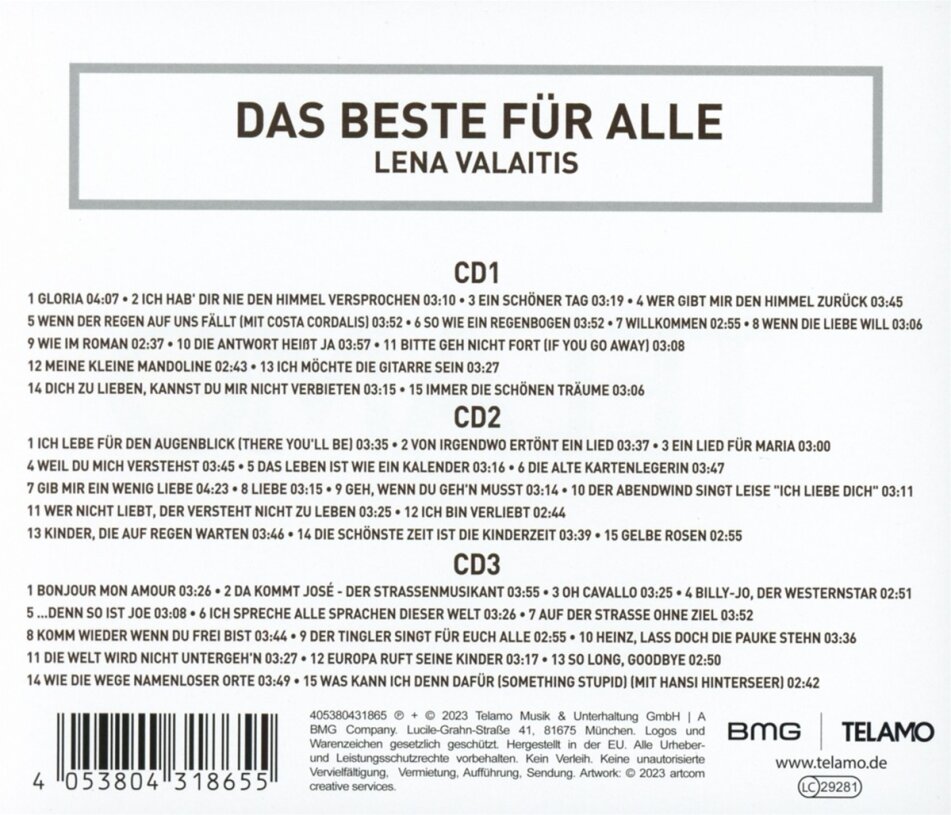 DAS BESTE FÜR ALLE
LENA VALAITIS
CD1
1 GLORIA 04:07 • 2 ICH HAB' DIR NIE DEN HIMMEL VERSPROCHEN 03:10 • 3 EIN SCHÖNER TAG 03:19 • 4 WER GIBT MIR DEN HIMMEL ZURÜCK 03:45
5 WENN DER REGEN AUF UNS FÄLLT (MIT COSTA CORDALIS) 03:52 • 6 SO WIE EIN REGENBOGEN 03:52 • 7 WILLKOMMEN 02:55 • 8 WENN DIE LIEBE WILL 03:06
9 WIE IM ROMAN 02:37 • 10 DIE ANTWORT HEIẞT JA 03:57 • 11 BITTE GEH NICHT FORT (IF YOU GO AWAY) 03:08
12 MEINE KLEINE MANDOLINE 02:43 • 13 ICH MÖCHTE DIE GITARRE SEIN 03:27
14 DICH ZU LIEBEN, KANNST DU MIR NICHT VERBIETEN 03:15 • 15 IMMER DIE SCHÖNEN TRÄUME 03:06
CD2
1 ICH LEBE FÜR DEN AUGENBLICK (THERE YOU'LL BE) 03:35 • 2 VON IRGENDWO ERTÖNT EIN LIED 03:37 • 3 EIN LIED FÜR MARIA 03:00
4 WEIL DU MICH VERSTEHST 03:45 • 5 DAS LEBEN IST WIE EIN KALENDER 03:16 • 6 DIE ALTE KARTENLEGERIN 03:47
7 GIB MIR EIN WENIG LIEBE 04:23 • 8 LIEBE 03:15 • 9 GEH, WENN DU GEH'N MUSST 03:14 • 10 DER ABENDWIND SINGT LEISE "ICH LIEBE DICH" 03:11
11 WER NICHT LIEBT, DER VERSTEHT NICHT ZU LEBEN 03:25 • 12 ICH BIN VERLIEBT 02:44
13 KINDER, DIE AUF REGEN WARTEN 03:46 • 14 DIE SCHÖNSTE ZEIT IST DIE KINDERZEIT 03:39 • 15 GELBE ROSEN 02:55
CD3
1 BONJOUR MON AMOUR 03:26 • 2 DA KOMMT JOSÉ - DER STRASSENMUSIKANT 03:55 • 3 OH CAVALLO 03:25 • 4 BILLY-JO, DER WESTERNSTAR 02:51
5 ...DENN SO IST JOE 03:08 • 6 ICH SPRECHE ALLE SPRACHEN DIESER WELT 03:26 • 7 AUF DER STRASSE OHNE ZIEL 03:52
8 KOMM WIEDER WENN DU FREI BIST 03:44 • 9 DER TINGLER SINGT FÜR EUCH ALLE 02:55 • 10 HEINZ, LASS DOCH DIE PAUKE STEHN 03:36
11 DIE WELT WIRD NICHT UNTERGEH'N 03:27 • 12 EUROPA RUFT SEINE KINDER 03:17 • 13 SO LONG, GOODBYE 02:50
14 WIE DIE WEGE NAMENLOSER ORTE 03:49 • 15 WAS KANN ICH DENN DAFÜR (SOMETHING STUPID) (MIT HANSI HINTERSEER) 02:42
4 053804 318655
405380431865 ℗ + © 2023 Telamo Musik & Unterhaltung GmbH | A
BMG Company. Lucile-Grahn-Straße 41, 81675 München. Logos und
Warenzeichen gesetzlich geschützt. Hergestellt in der EU. Alle Urheber-
und Leistungsschutzrechte vorbehalten. Kein Verleih. Keine unautorisierte
Vervielfältigung, Vermietung, Aufführung, Sendung. Artwork: © 2023 artcom
creative services.
BMG TELAMO
www.telamo.de
LC 29281